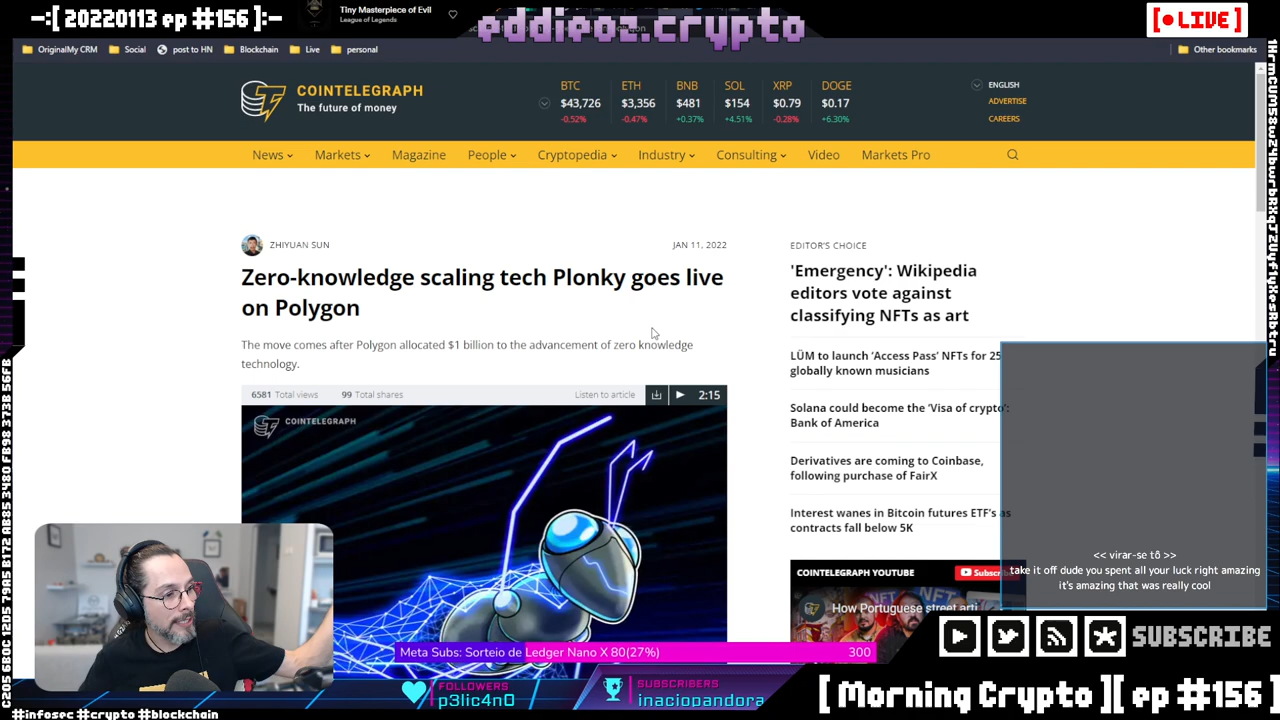 -:[ 20220113 ep #156 ]:-
Tiny Masterpiece of Evil
League of Legends
eddieoz.crypto
[●LIVE]
OriginalMy CRM
Social
post to HN
Blockchain
Live
personal
Other bookmarks
COINTELEGRAPH
The future of money
BTC ETH BNB SOL XRP DOGE
$43,726 $3,356 $481 $154 $0.79 $0.17
-0.52% -0.47% +0.37% +4.51% -0.28% +6.30%
ENGLISH
ADVERTISE
CAREERS
News Markets Magazine People Cryptopedia Industry Consulting Video Markets Pro
ZHIYUAN SUN
JAN 11, 2022
Zero-knowledge scaling tech Plonky goes live
on Polygon
The move comes after Polygon allocated $1 billion to the advancement of zero knowledge
technology.
6581 Total views 99 Total shares Listen to article 2:15
COINTELEGRAPH
EDITOR'S CHOICE
'Emergency': Wikipedia
editors vote against
classifying NFTs as art
LÜM to launch ‘Access Pass’ NFTs for 25
globally known musicians
Solana could become the ‘Visa of crypto’:
Bank of America
Derivatives are coming to Coinbase,
following purchase of FairX
Interest wanes in Bitcoin futures ETF’s as
contracts fall below 5K
COINTELEGRAPH YOUTUBE
Subscri
How Portuguese street arti
<< virar-se tô >>
take it off dude you spent all your luck right amazing
it's amazing that was really cool
Meta Subs: Sorteio de Ledger Nano X 80(27%)
300
FOLLOWERS
p3lic4n0
SUBSCRIBERS
inaciopandora
SUBSCRIBE
[ Morning Crypto ][ ep #156 ]
#infosec #crypto #blockchain